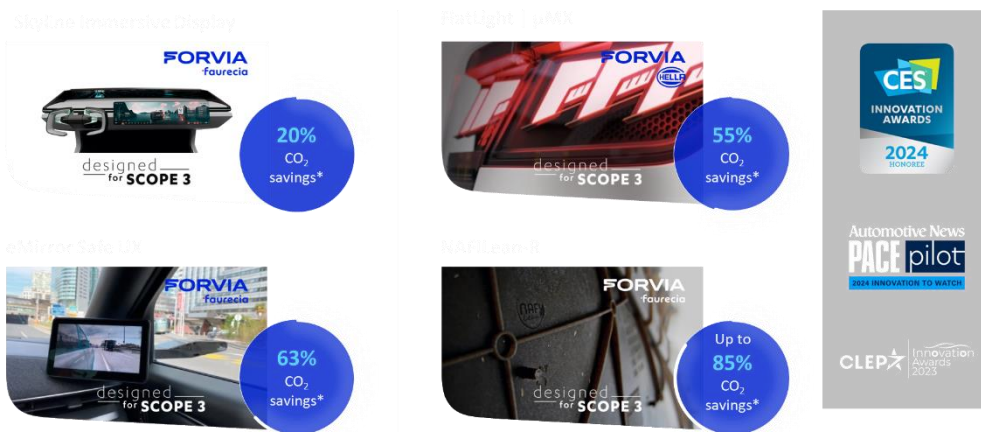 Skyline Immersive Display
FORVIA
faurecia
20%
CO₂
savings*
designed
for SCOPE 3
FlatLight | µMX
FORVIA
HELLA
55%
CO₂
savings*
designed
for SCOPE 3
eMirror Safe UX
FORVIA
faurecia
63%
CO₂
savings*
designed
for SCOPE 3
NAFILean-R
FORVIA
faurecia
Up to
85%
CO₂
savings*
designed
for SCOPE 3
CES
INNOVATION
AWARDS
2024
HONOREE
Automotive News
PACE pilot
2024 INNOVATION TO WATCH
CLEPA
Innovation
Awards
2023